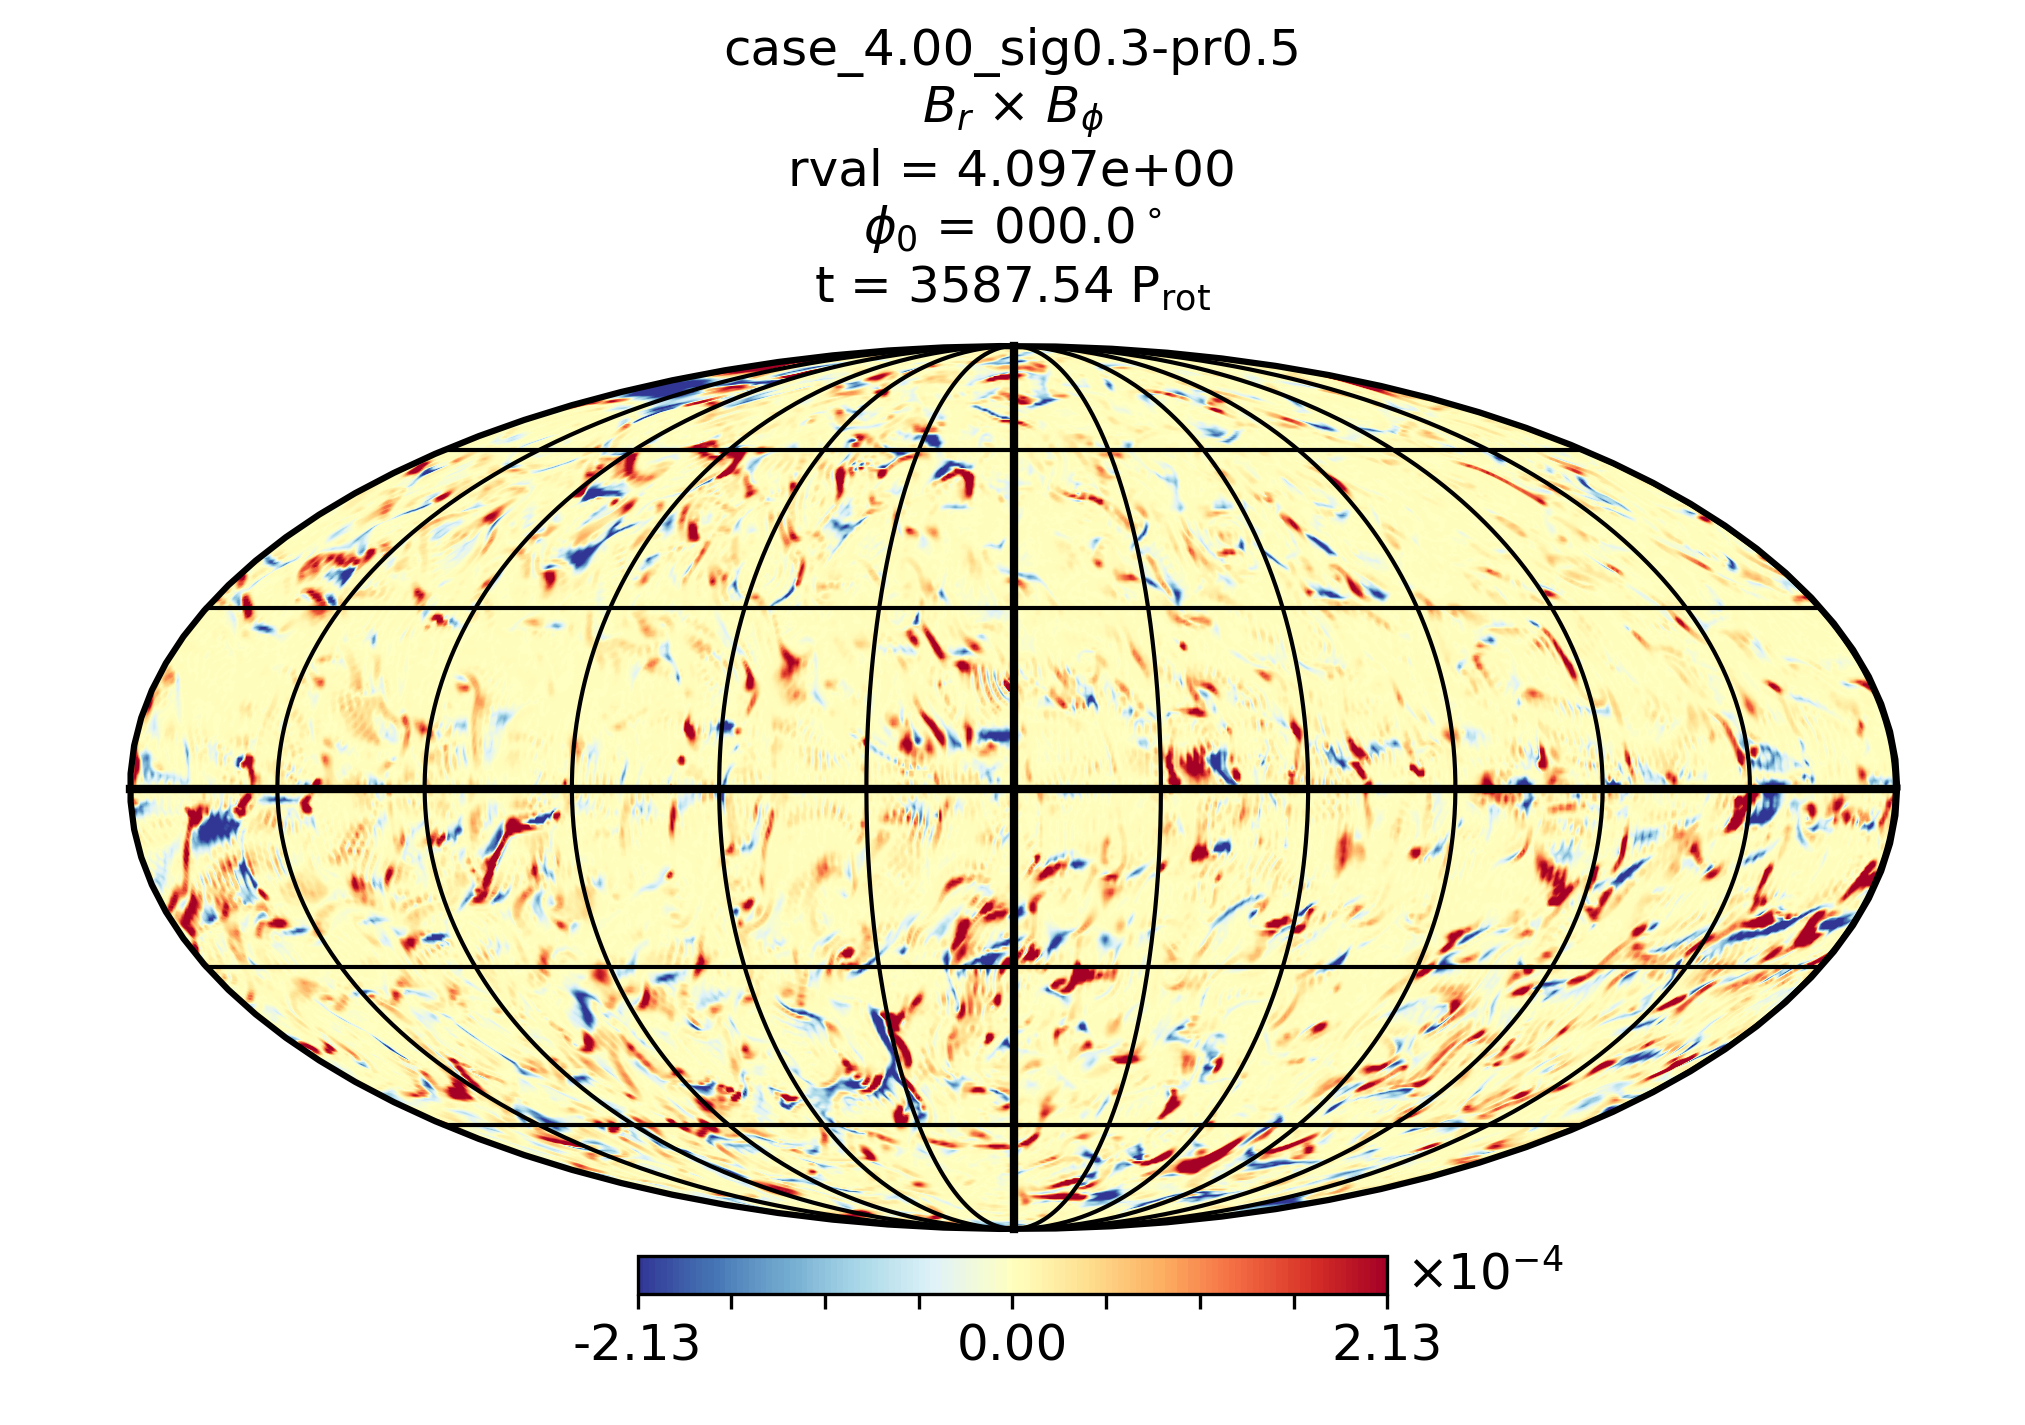 case_4.00_sig0.3-pr0.5
B_r × B_ϕ
rval = 4.097e+00
ϕ_0 = 000.0°
t = 3587.54 P_rot
×10^−4
-2.13 0.00 2.13